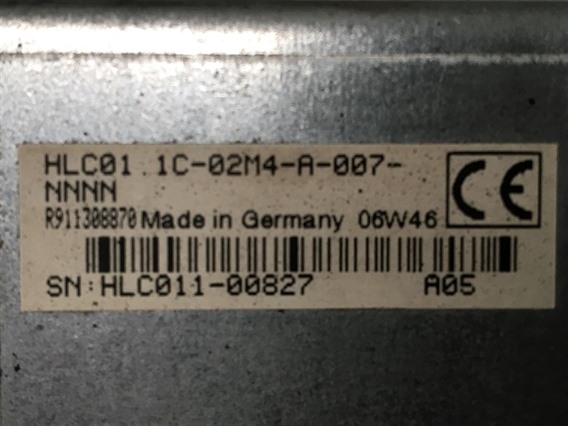 HLC01.1C-02M4-A-007-
NNNN
R911308870 Made in Germany 06W46
CE
SN:HLC011-00827 A05